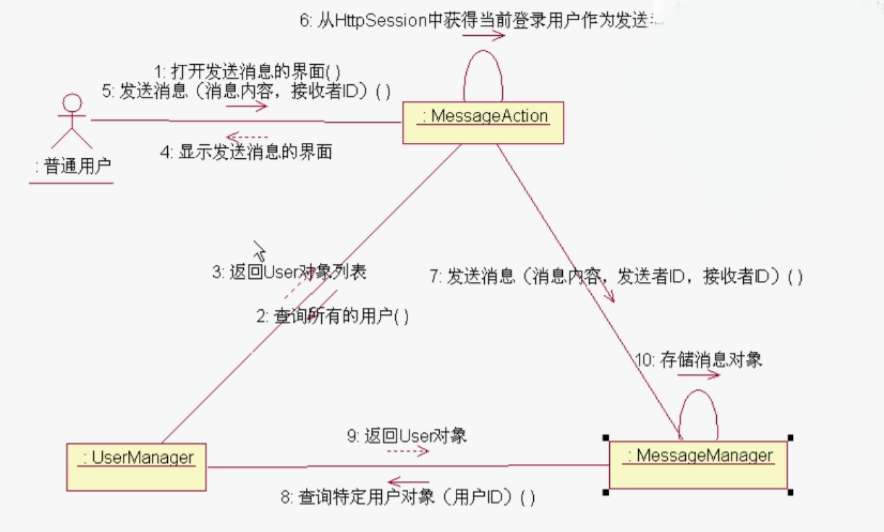 6: 从HttpSession中获得当前登录用户作为发送
1: 打开发送消息的界面( )
5: 发送消息（消息内容，接收者ID）( )
: MessageAction
4: 显示发送消息的界面
: 普通用户
3: 返回User对象列表
7: 发送消息（消息内容，发送者ID，接收者ID）( )
2: 查询所有的用户( )
10: 存储消息对象
9: 返回User对象
: UserManager
: MessageManager
8: 查询特定用户对象（用户ID）( )